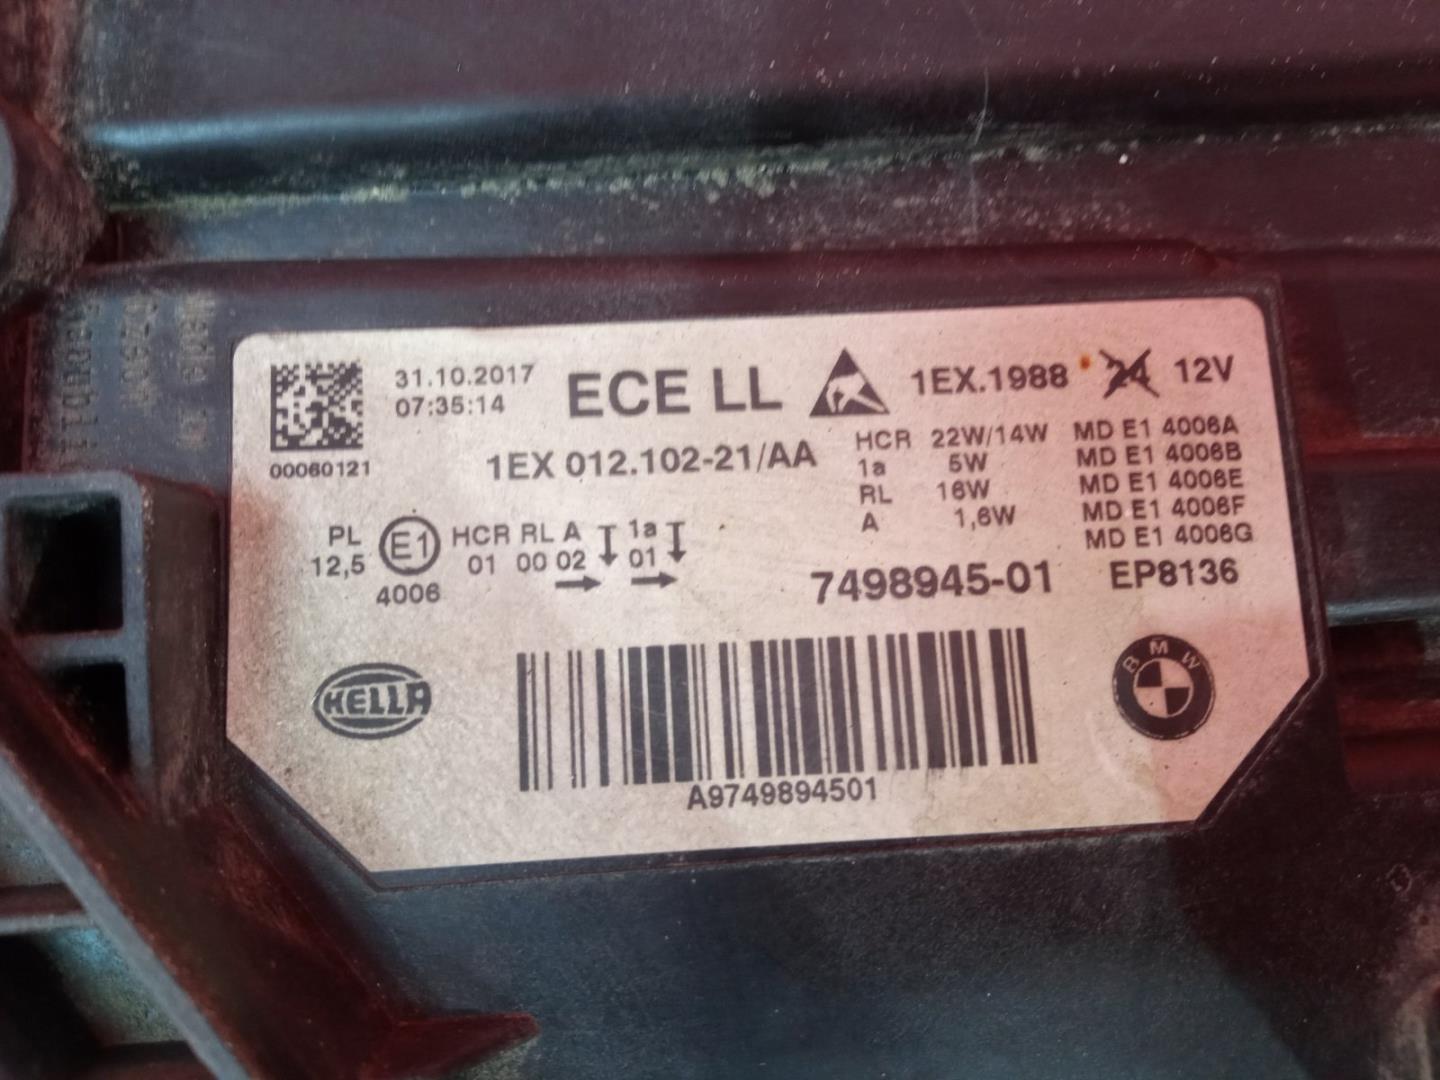 31.10.2017
07:35:14
ECE LL
1EX.1988 24 12V
00060121
1EX 012.102-21/AA
HCR 22W/14W MD E1 4006A
1a 5W MD E1 4006B
RL 16W MD E1 4006E
A 1,6W MD E1 4006F
MD E1 4006G
PL E1 HCR RL A 1a
12,5 01 00 02 01
4006
7498945-01 EP8136
HELLA
BMW
A9749894501